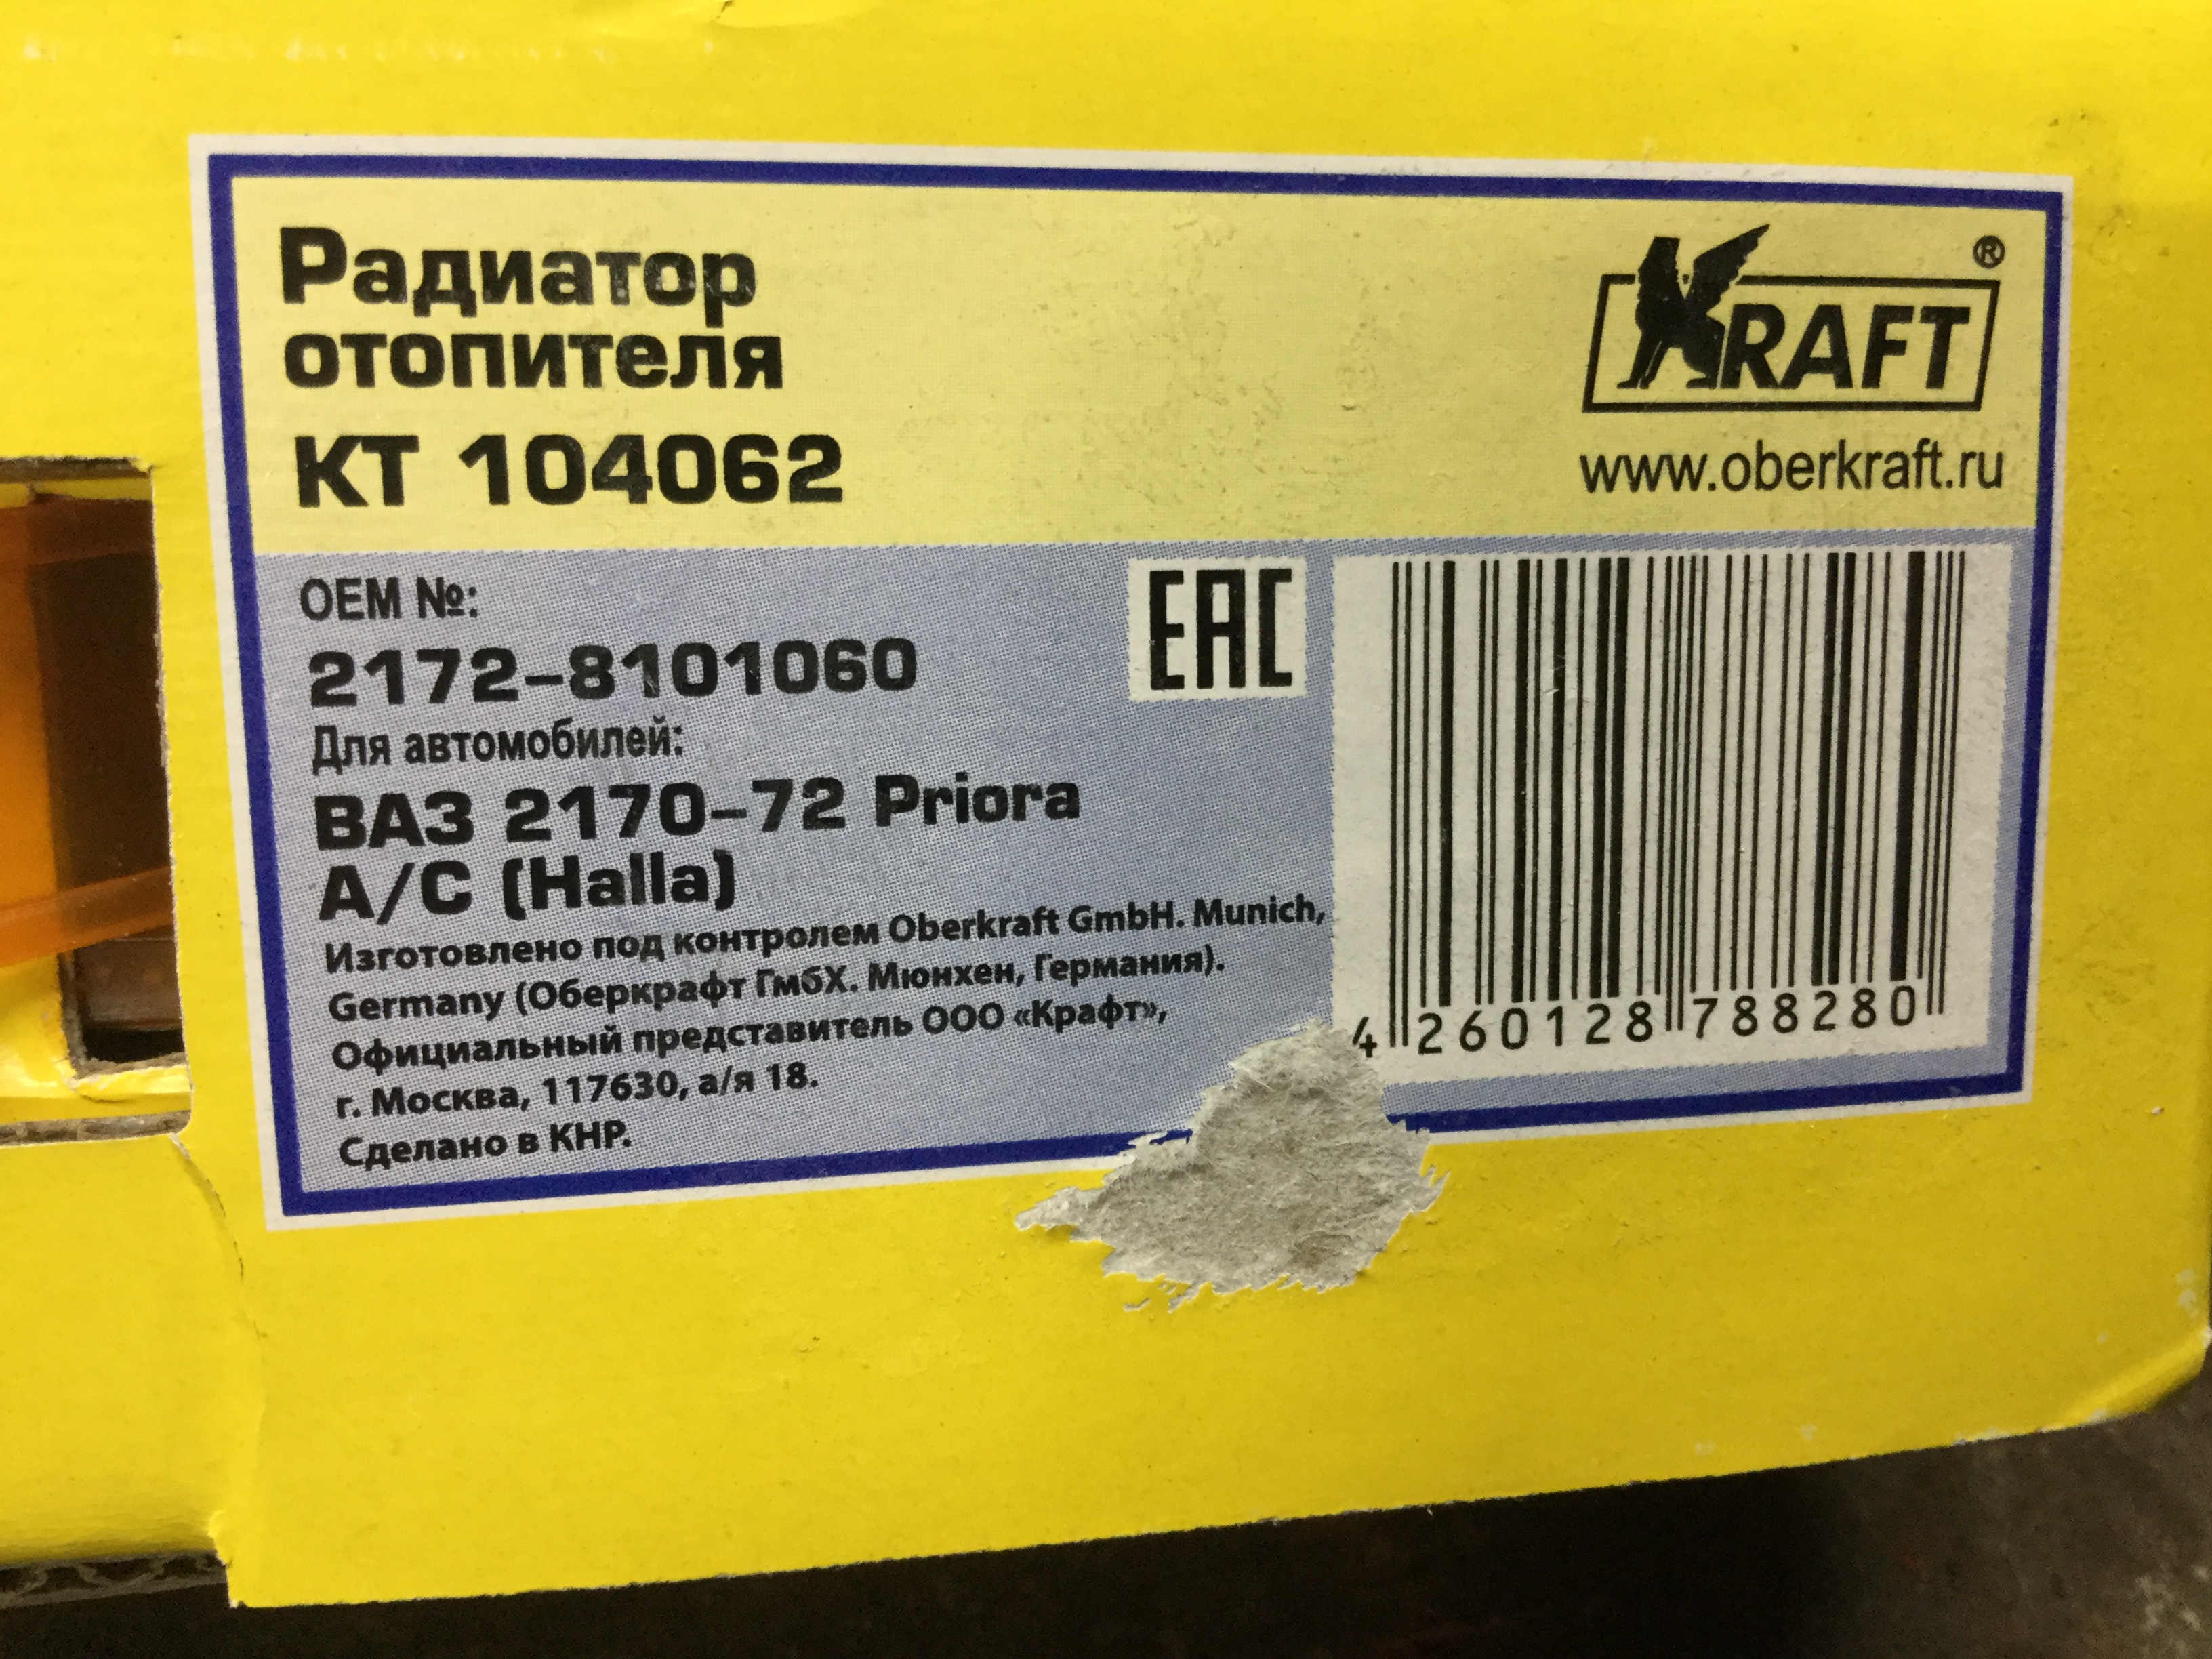 Радиатор
отопителя
КТ 104062
KRAFT®
www.oberkraft.ru
OEM №:
2172-8101060
Для автомобилей:
ВАЗ 2170-72 Priora
A/C (Halla)
Изготовлено под контролем Oberkraft GmbH. Munich,
Germany (Оберкрафт ГмбХ. Мюнхен, Германия).
Официальный представитель ООО «Крафт»,
г. Москва, 117630, а/я 18.
Сделано в КНР.
EAC
4 260128 788280